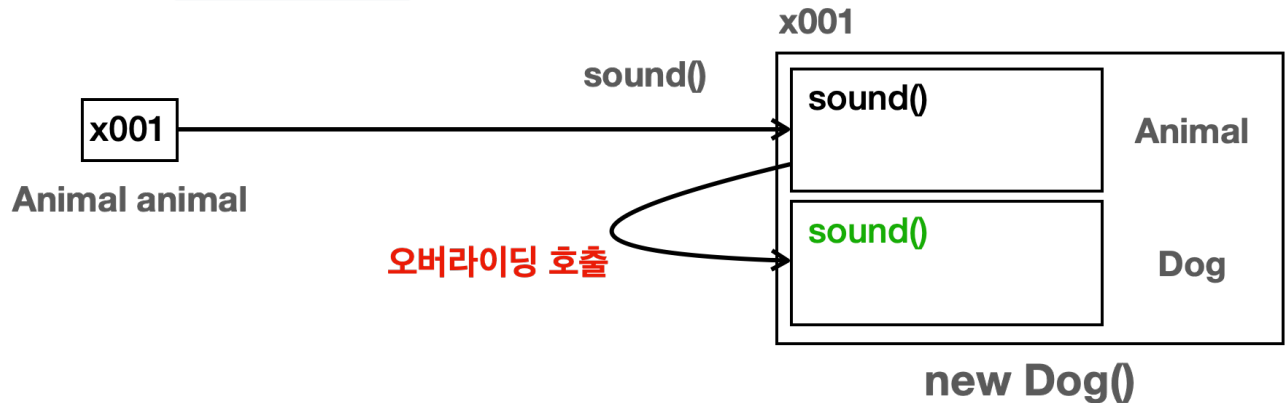 x001
sound()
sound()
x001
Animal
Animal animal
sound()
오버라이딩 호출
Dog
new Dog()